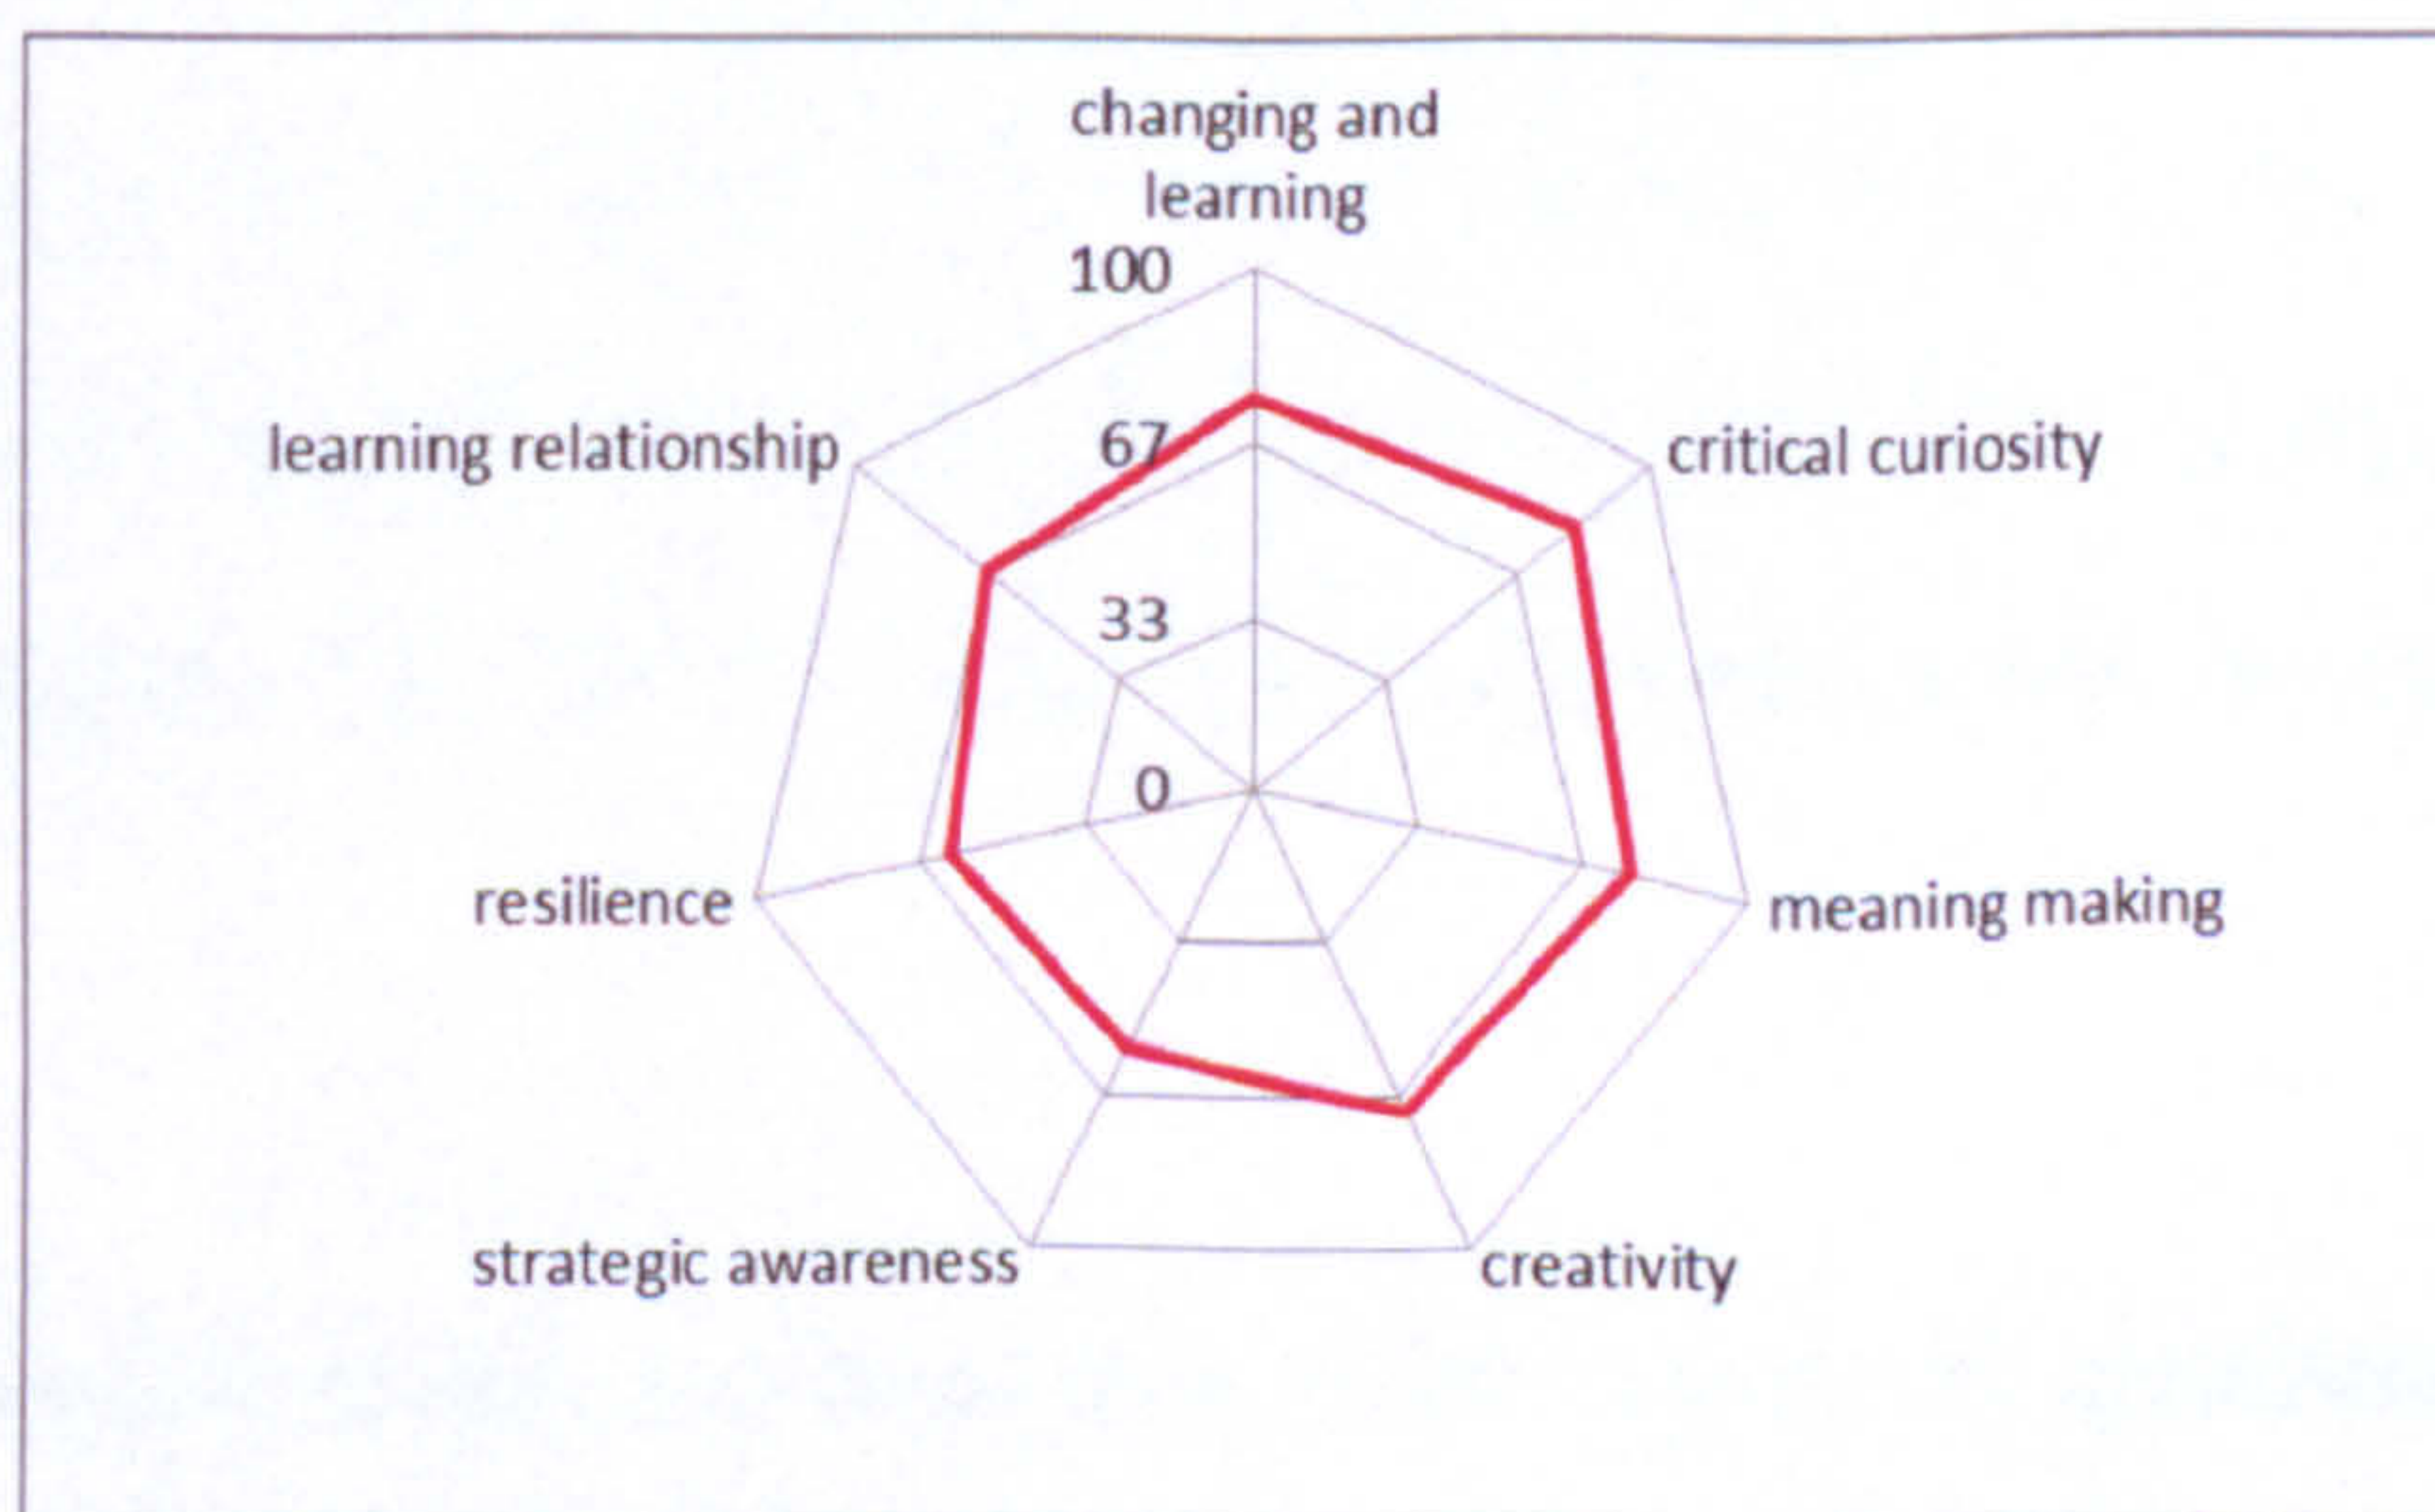 changing and
learning
100
learning relationship
67
critical curiosity
33
0
resilience
meaning making
strategic awareness
creativity